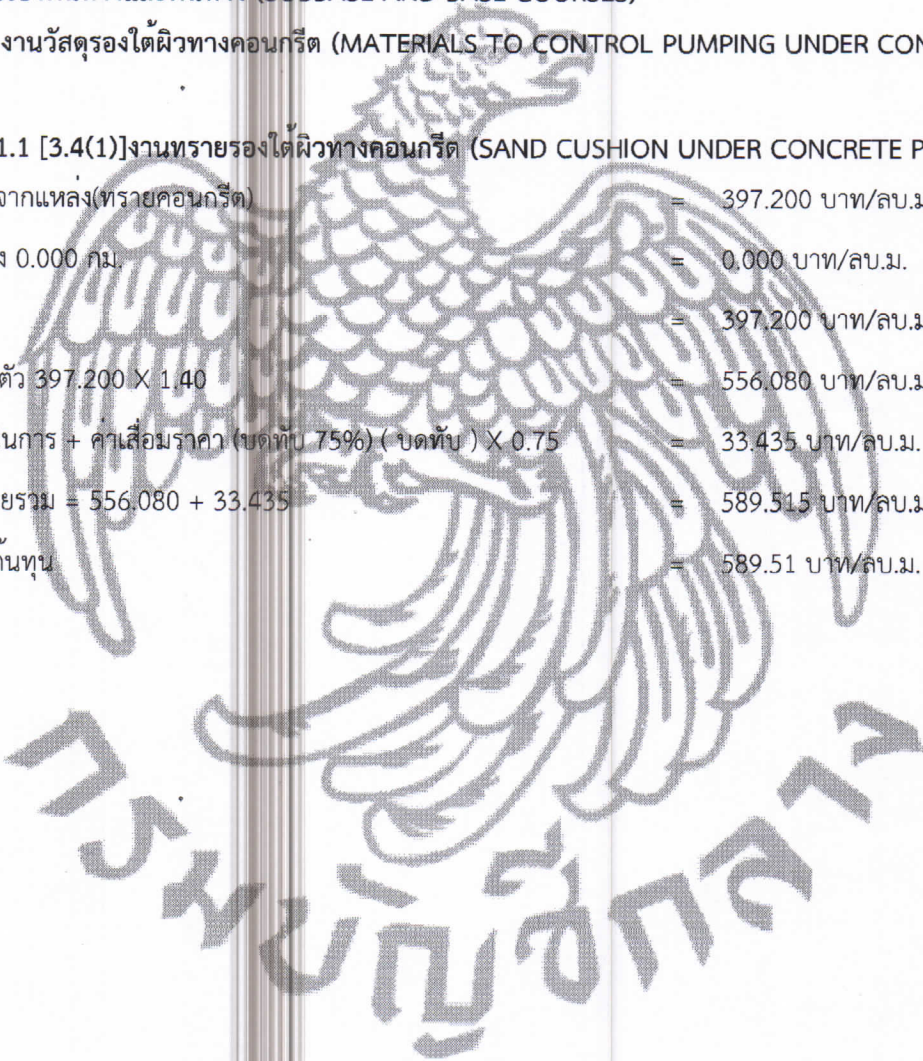 (SUBBASE AND BASE COURSES)
งานวัสดุรองใต้ผิวทางคอนกรีต (MATERIALS TO CONTROL PUMPING UNDER CON
1.1 [3.4(1)]งานทรายรองใต้ผิวทางคอนกรีต (SAND CUSHION UNDER CONCRETE P
จากแหล่ง(ทรายคอนกรีต) = 397.200 บาท/ลบ.ม
ง 0.000 กม. = 0.000 บาท/ลบ.ม.
= 397.200 บาท/ลบ.ม
ตัว 397.200 X 1.40 = 556.080 บาท/ลบ.ม
นการ + ค่าเสื่อมราคา (บดทับ 75%) ( บดทับ ) X 0.75 = 33.435 บาท/ลบ.ม.
ยรวม = 556.080 + 33.435 = 589.515 บาท/ลบ.ม
้นทุน = 589.51 บาท/ลบ.ม.
กรมบัญชีกลาง